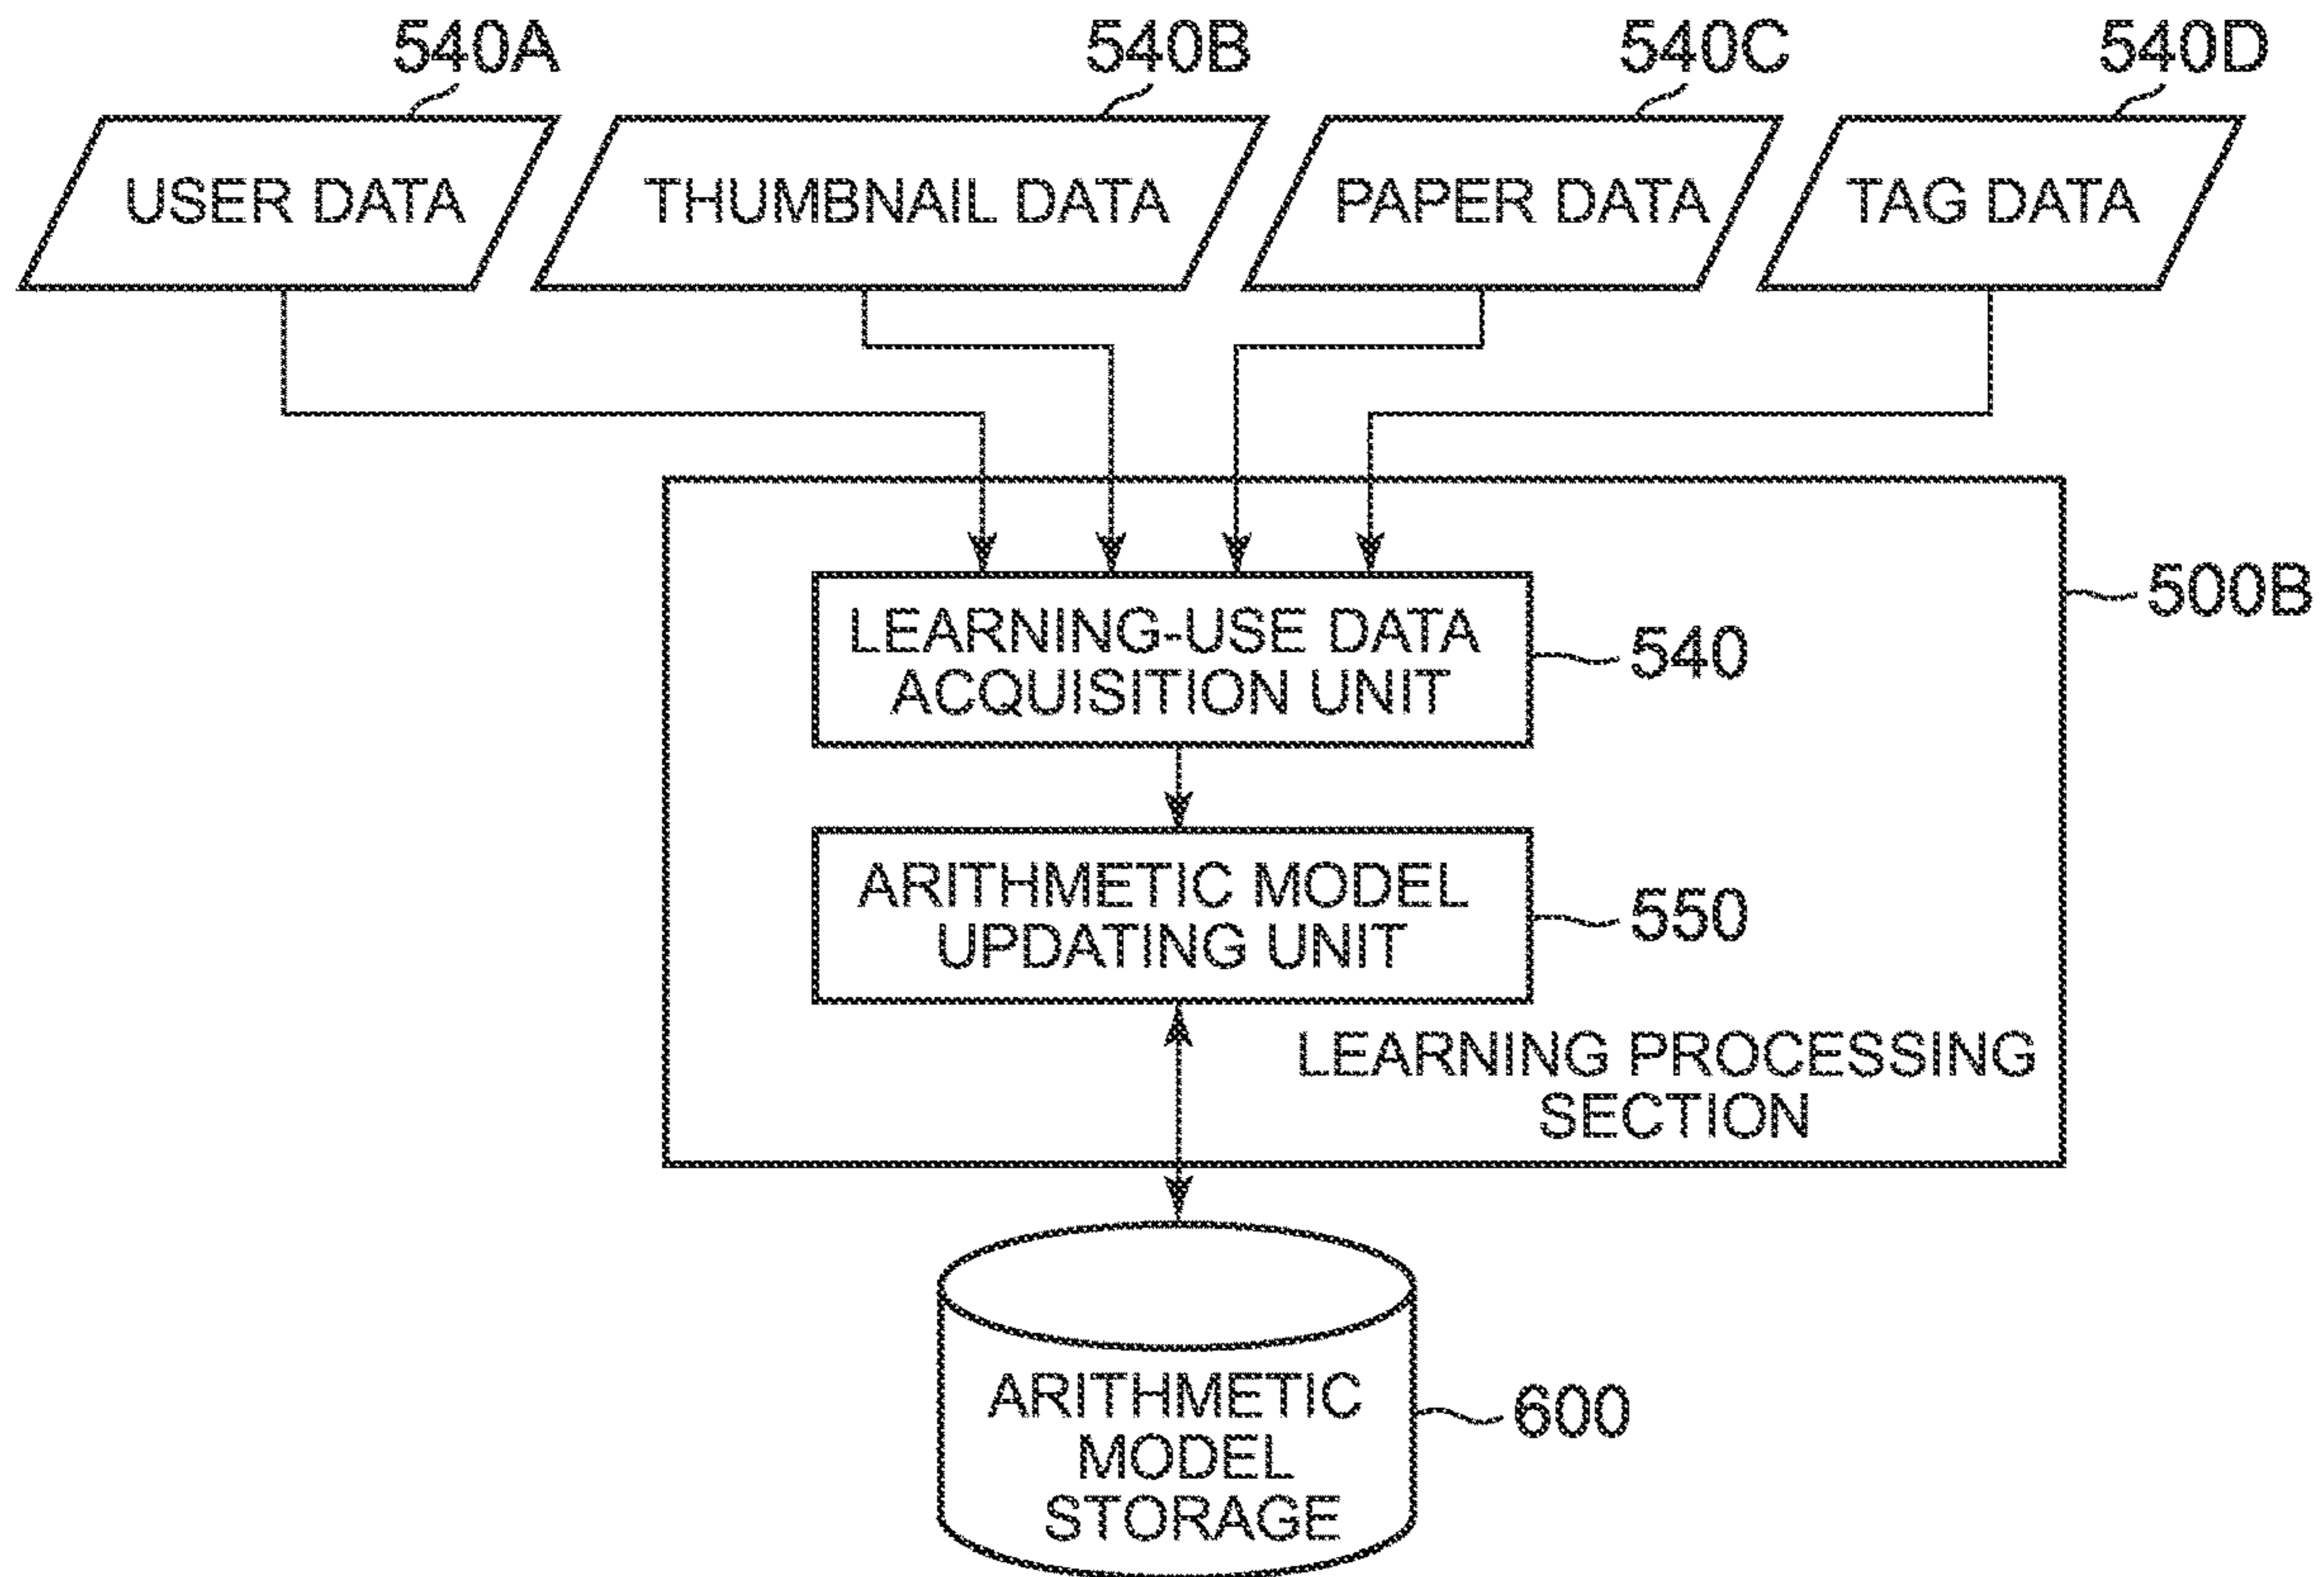 540A
540B
540C
540D
USER DATA
THUMBNAIL DATA
PAPER DATA
TAG DATA
500B
LEARNING-USE DATA
ACQUISITION UNIT
540
ARITHMETIC MODEL
UPDATING UNIT
550
LEARNING PROCESSING
SECTION
ARITHMETIC
MODEL
STORAGE
600